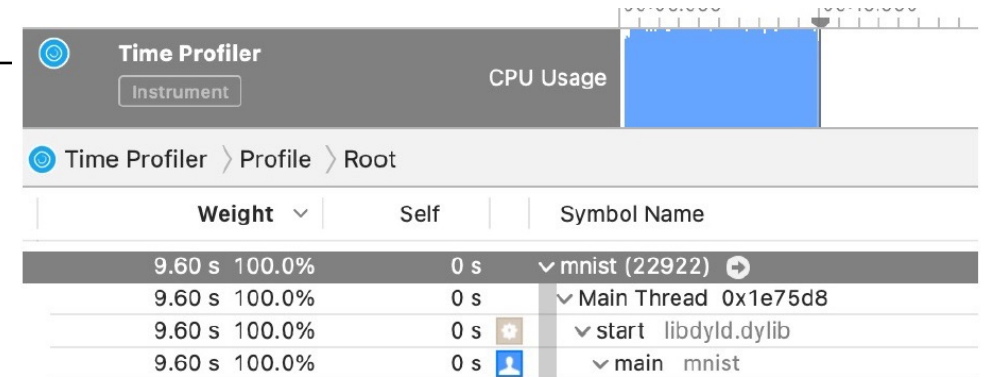 Time Profiler
Instrument
CPU Usage
Time Profiler Profile Root
Weight Self Symbol Name
9.60 s 100.0% 0 s mnist (22922)
9.60 s 100.0% 0 s Main Thread 0x1e75d8
9.60 s 100.0% 0 s start libdyld.dylib
9.60 s 100.0% 0 s main mnist